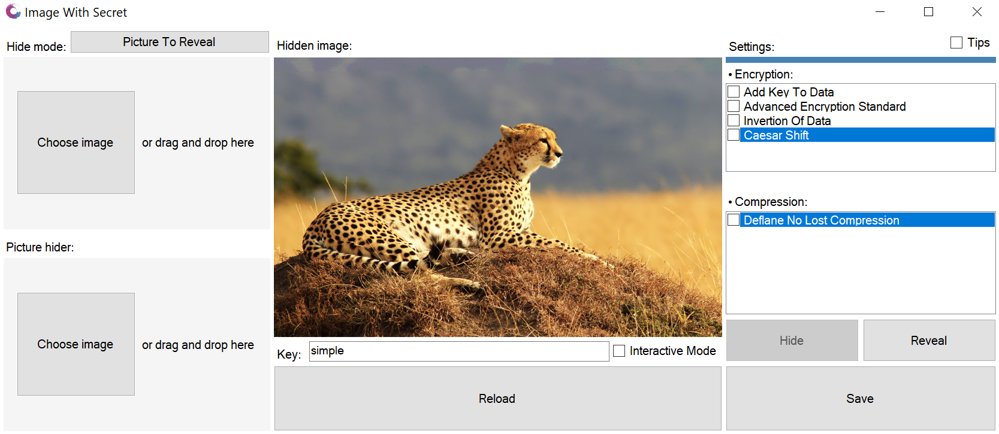 Image With Secret
Hide mode:
Picture To Reveal
Choose image
or drag and drop here
Picture hider:
Choose image
or drag and drop here
Hidden image:
Key:
simple
Interactive Mode
Reload
Settings:
Tips
• Encryption:
Add Key To Data
Advanced Encryption Standard
Invertion Of Data
Caesar Shift
• Compression:
Deflane No Lost Compression
Hide
Reveal
Save